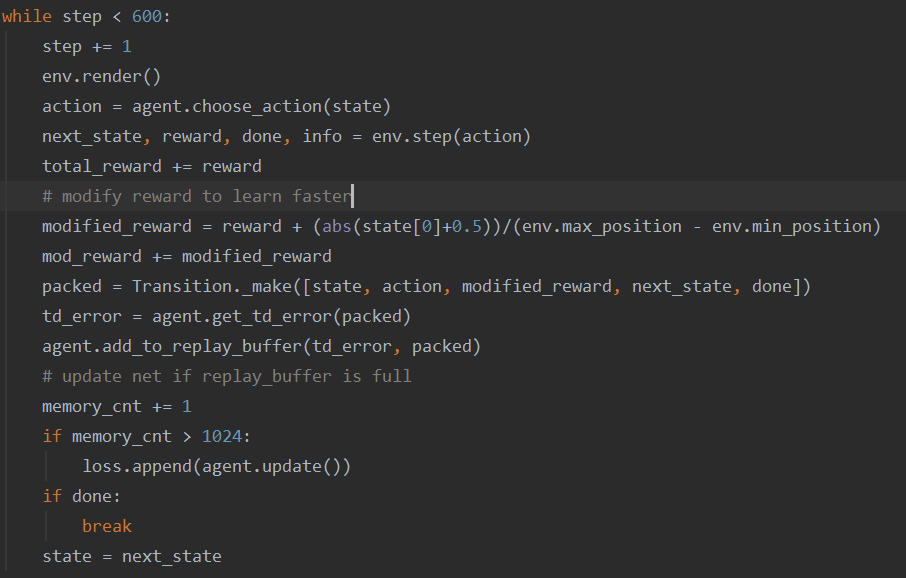 while step < 600:
    step += 1
    env.render()
    action = agent.choose_action(state)
    next_state, reward, done, info = env.step(action)
    total_reward += reward
    # modify reward to learn faster
    modified_reward = reward + (abs(state[0]+0.5))/(env.max_position - env.min_position)
    mod_reward += modified_reward
    packed = Transition._make([state, action, modified_reward, next_state, done])
    td_error = agent.get_td_error(packed)
    agent.add_to_replay_buffer(td_error, packed)
    # update net if replay_buffer is full
    memory_cnt += 1
    if memory_cnt > 1024:
        loss.append(agent.update())
    if done:
        break
    state = next_state